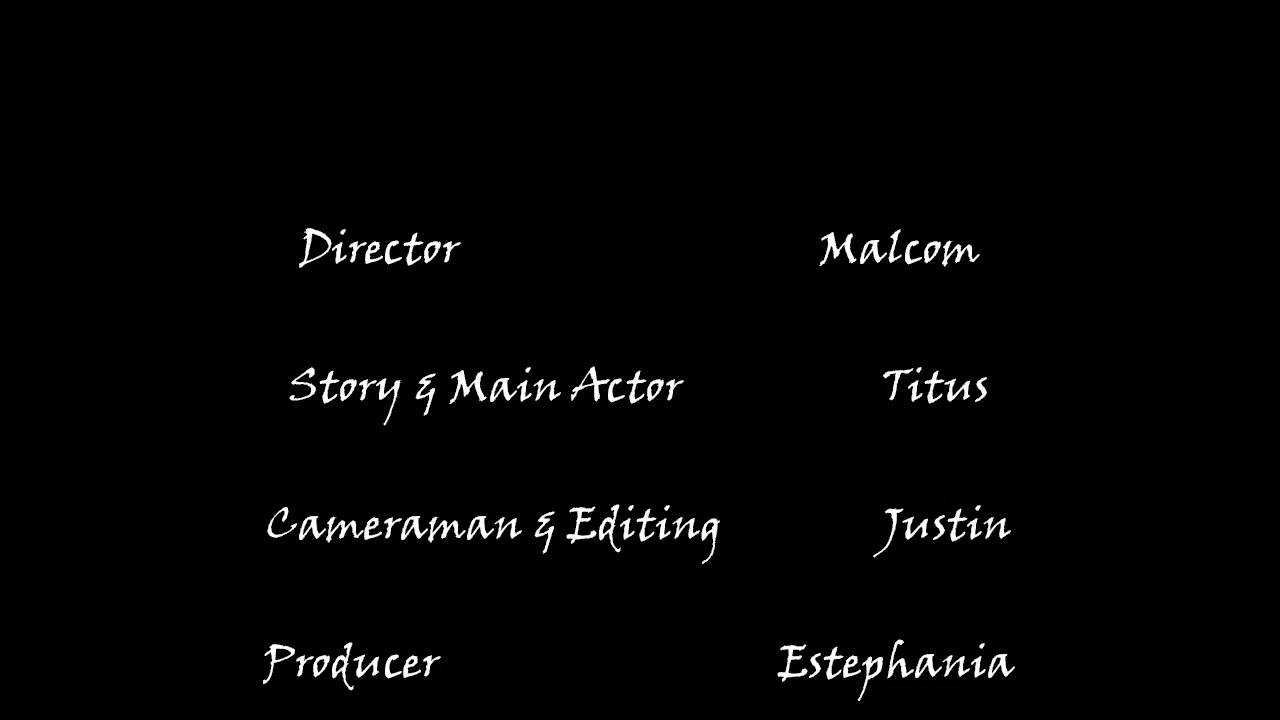 Director Malcom
Story & Main Actor Titus
Cameraman & Editing Justin
Producer Estephania